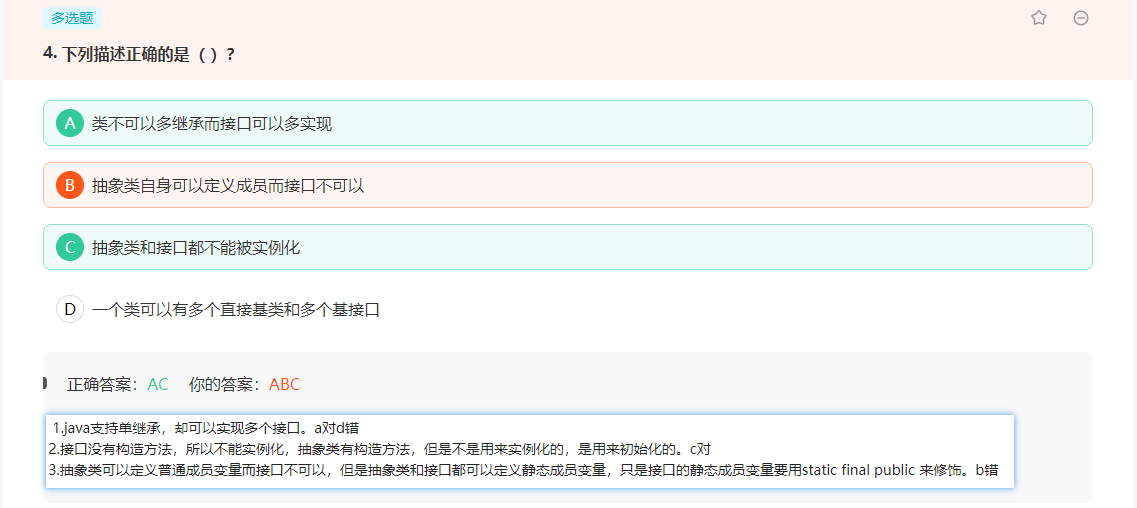 多选题
4. 下列描述正确的是（ ）？
A 类不可以多继承而接口可以多实现
B 抽象类自身可以定义成员而接口不可以
C 抽象类和接口都不能被实例化
D 一个类可以有多个直接基类和多个基接口
正确答案：AC 你的答案：ABC
1.java支持单继承，却可以实现多个接口。a对d错
2.接口没有构造方法，所以不能实例化，抽象类有构造方法，但是不是用来实例化的，是用来初始化的。c对
3.抽象类可以定义普通成员变量而接口不可以，但是抽象类和接口都可以定义静态成员变量，只是接口的静态成员变量要用static final public 来修饰。b错